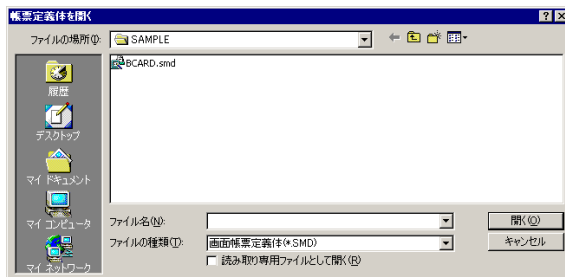 帳票定義体を開く
ファイルの場所(I):
SAMPLE
BCARD.smd
履歴
デスクトップ
マイ ドキュメント
マイ コンピュータ
マイ ネットワーク
ファイル名(N):
開く(O)
ファイルの種類(T):
画面帳票定義体(*.SMD)
キャンセル
読み取り専用ファイルとして開く(R)